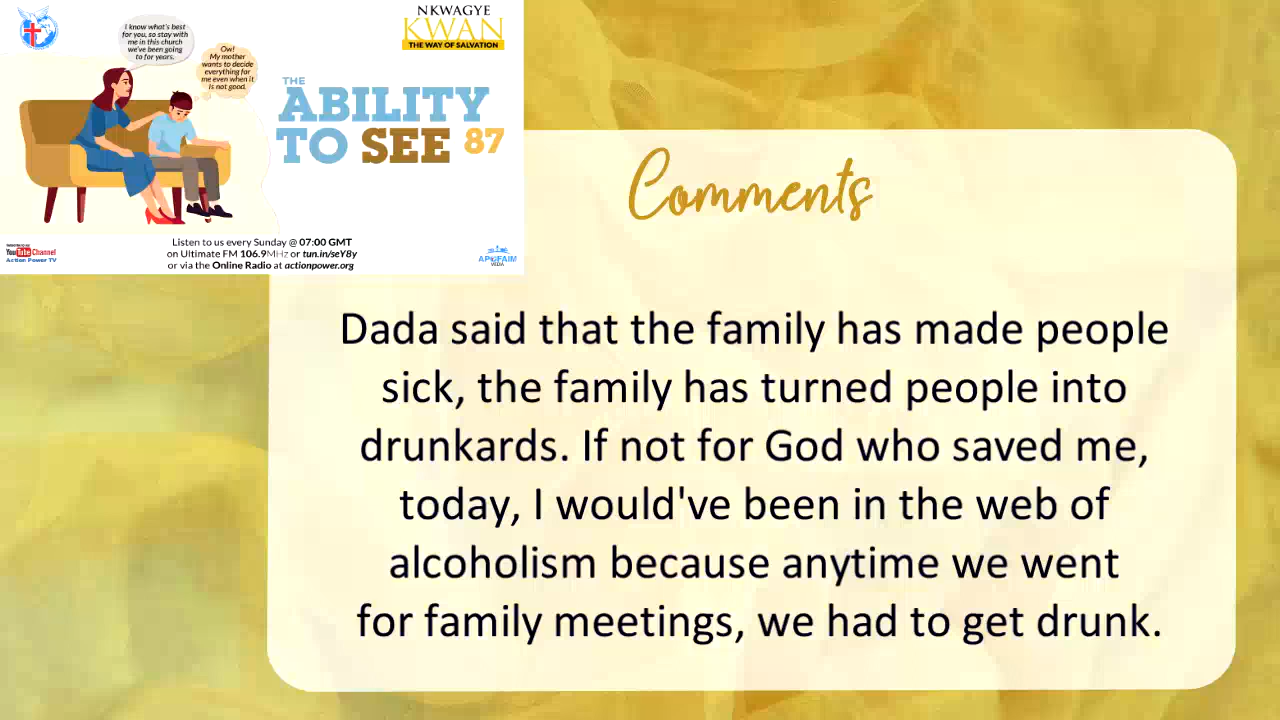 I know what's best
for you, so stay with
me in this church
we've been going
to for years.
Ow!
My mother
wants to decide
everything for
me even when it
is not good.
NKWAGYE
KWAN
THE WAY OF SALVATION
THE
ABILITY
TO SEE 87
Listen to us every Sunday @ 07:00 GMT
on Ultimate FM 106.9MHz or tun.in/seY8y
or via the Online Radio at actionpower.org
YouTube Channel
Action Power TV
Comments
Dada said that the family has made people
sick, the family has turned people into
drunkards. If not for God who saved me,
today, I would've been in the web of
alcoholism because anytime we went
for family meetings, we had to get drunk.